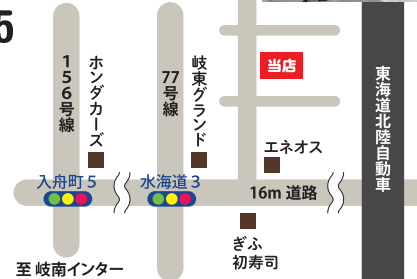 5
156号線
ホンダカーズ
77号線
岐東グランド
当店
東海道北陸自動車
エネオス
入舟町5
水海道3
16m 道路
ぎふ
初寿司
至 岐南インター